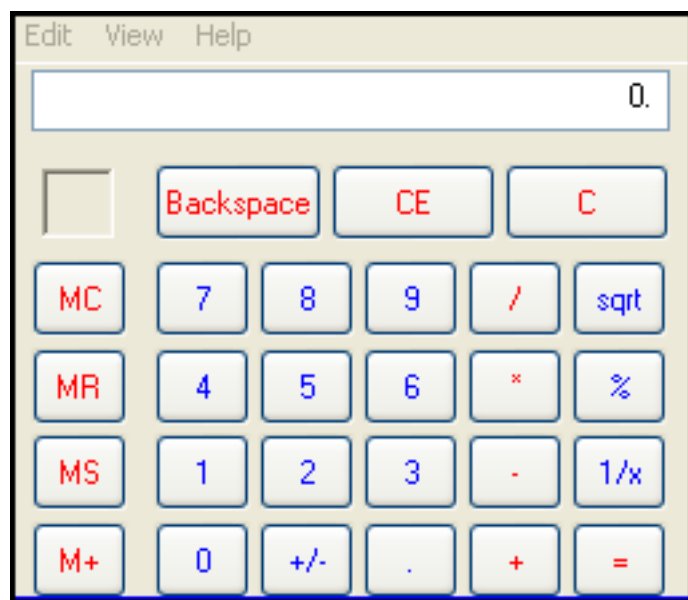 Edit View Help
0.
Backspace CE C
MC 7 8 9 / sqrt
MR 4 5 6 * %
MS 1 2 3 - 1/x
M+ 0 +/- . + =